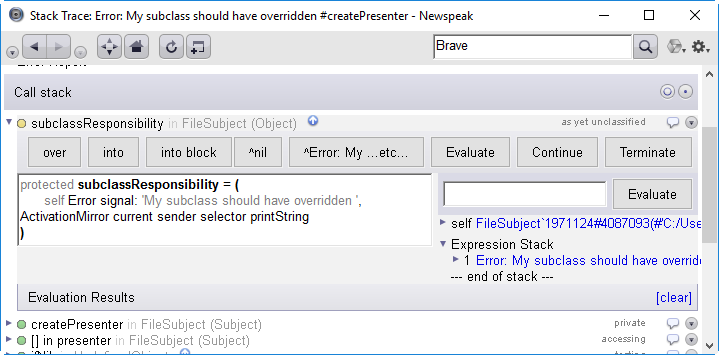 Stack Trace: Error: My subclass should have overridden #createPresenter - Newspeak
Brave
Error Report
Call stack
subclassResponsibility in FileSubject (Object) as yet unclassified
over into into block ^nil ^Error: My ...etc... Evaluate Continue Terminate
protected subclassResponsibility = (
self Error signal: 'My subclass should have overridden ',
ActivationMirror current sender selector printString
)
Evaluate
self FileSubject`1971124#4087093(#'C:/User
Expression Stack
1 Error: My subclass should have overridd
--- end of stack ---
Evaluation Results [clear]
createPresenter in FileSubject (Subject) private
[] in presenter in FileSubject (Subject) accessing